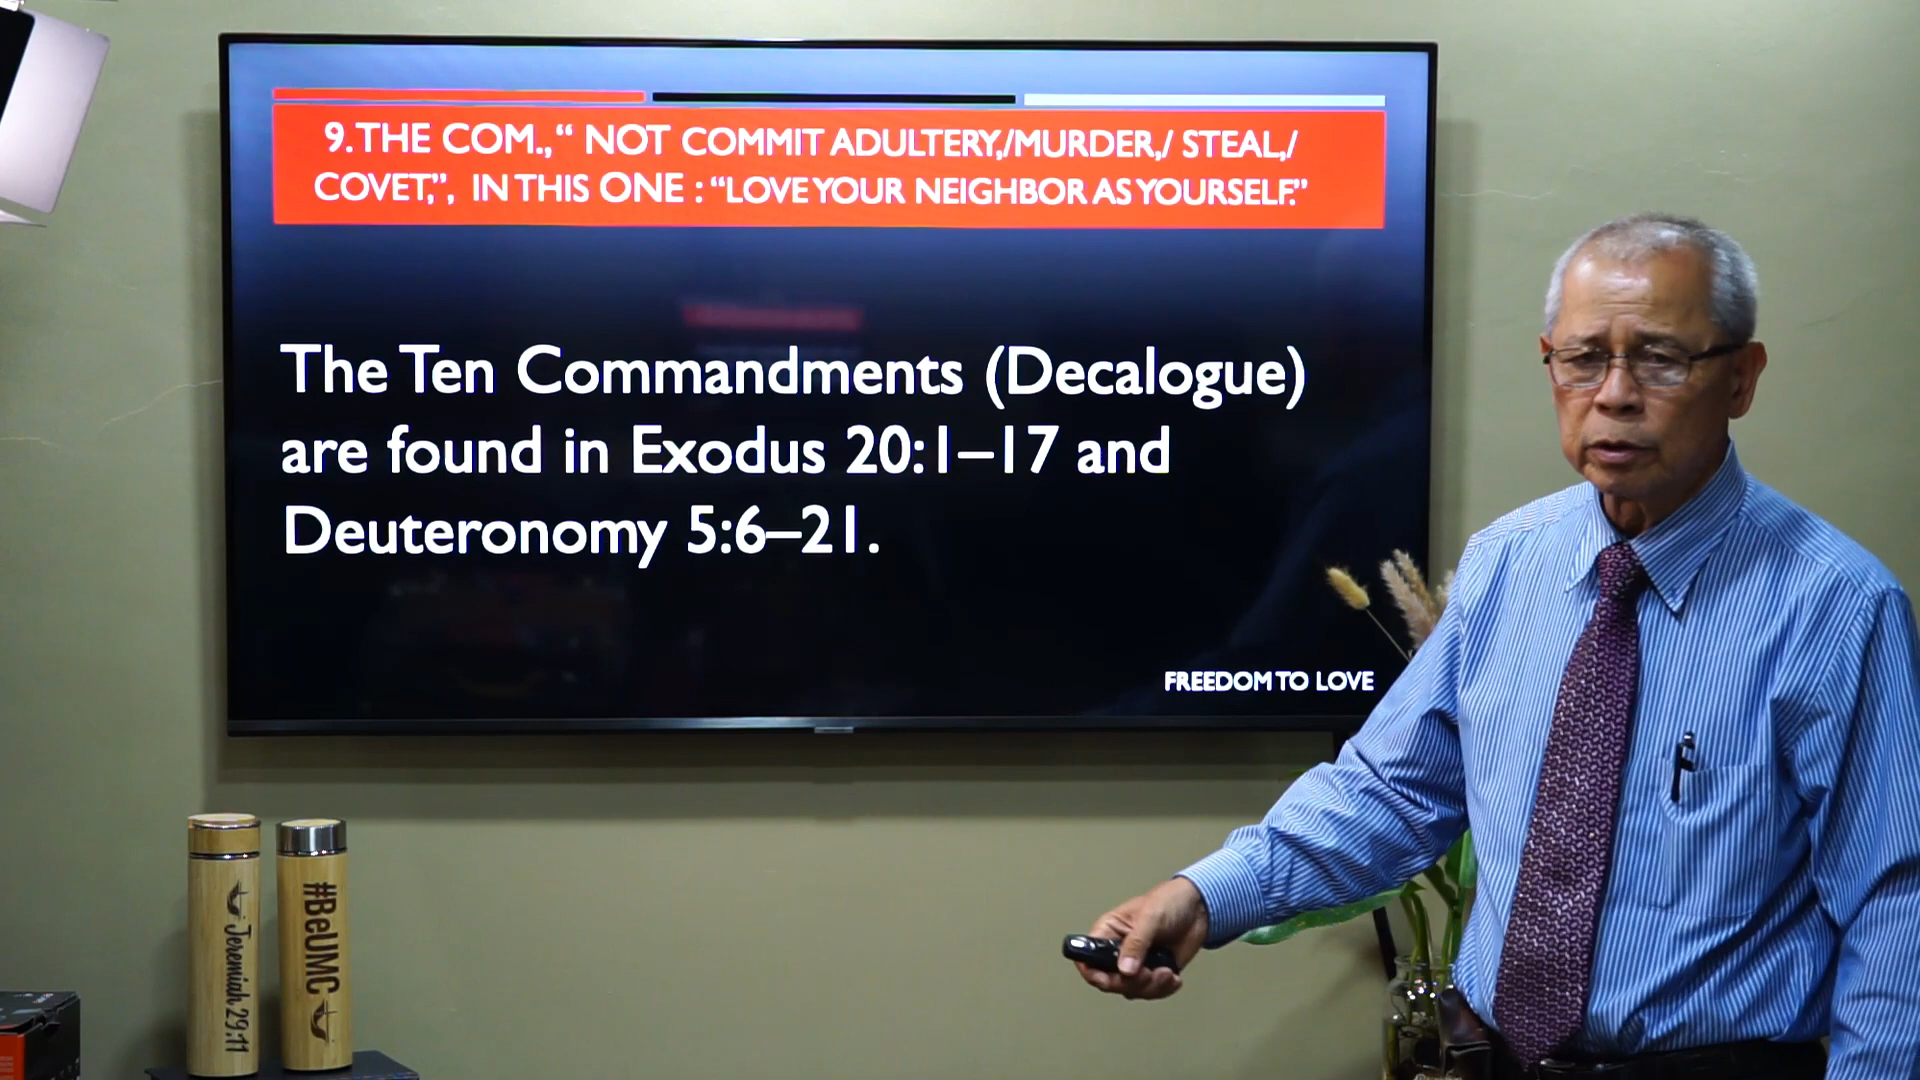 9. THE COM., “ NOT COMMIT ADULTERY,/MURDER,/ STEAL,/
COVET,”, IN THIS ONE : “LOVE YOUR NEIGHBOR AS YOURSELF.”
The Ten Commandments (Decalogue)
are found in Exodus 20:1–17 and
Deuteronomy 5:6–21.
FREEDOM TO LOVE
Jeremiah 29:11
#BeUMC